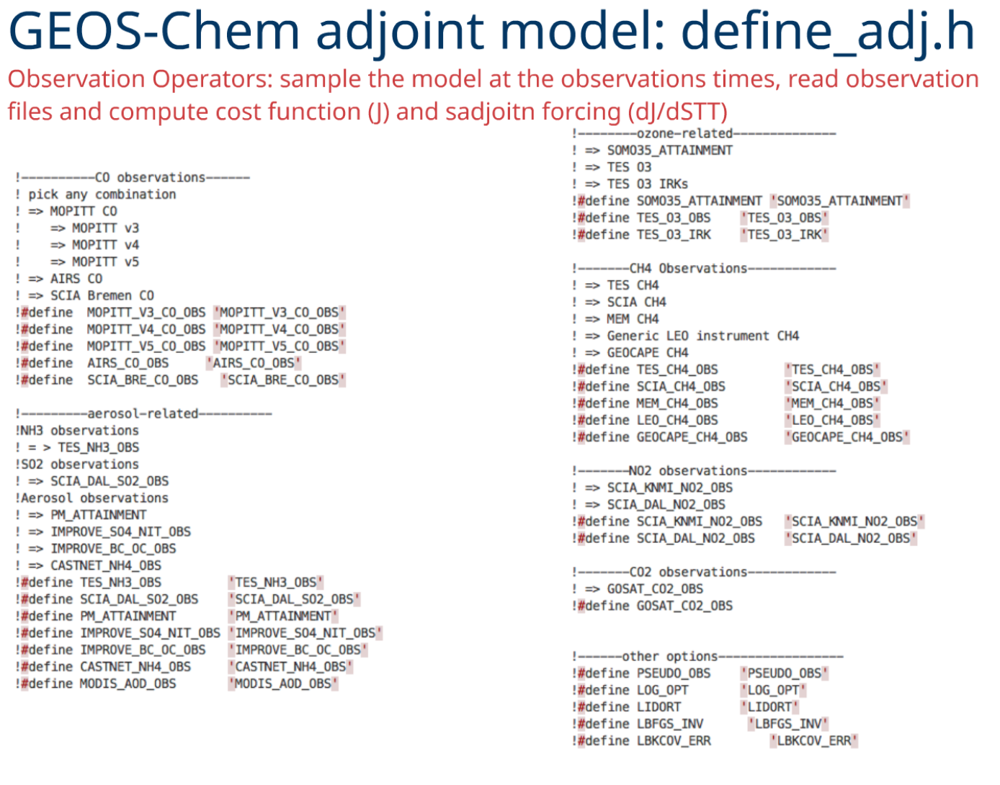 GEOS-Chem adjoint model: define_adj.h
Observation Operators: sample the model at the observations times, read observation
files and compute cost function (J) and sadjoitn forcing (dJ/dSTT)
!----------CO observations------
! pick any combination
! => MOPITT CO
!    => MOPITT v3
!    => MOPITT v4
!    => MOPITT v5
! => AIRS CO
! => SCIA Bremen CO
!#define  MOPITT_V3_CO_OBS 'MOPITT_V3_CO_OBS'
!#define  MOPITT_V4_CO_OBS 'MOPITT_V4_CO_OBS'
!#define  MOPITT_V5_CO_OBS 'MOPITT_V5_CO_OBS'
!#define  AIRS_CO_OBS     'AIRS_CO_OBS'
!#define  SCIA_BRE_CO_OBS   'SCIA_BRE_CO_OBS'
!---------aerosol-related----------
!NH3 observations
! = > TES_NH3_OBS
!SO2 observations
! => SCIA_DAL_SO2_OBS
!Aerosol observations
! => PM_ATTAINMENT
! => IMPROVE_SO4_NIT_OBS
! => IMPROVE_BC_OC_OBS
! => CASTNET_NH4_OBS
!#define TES_NH3_OBS         'TES_NH3_OBS'
!#define SCIA_DAL_SO2_OBS    'SCIA_DAL_SO2_OBS'
!#define PM_ATTAINMENT       'PM_ATTAINMENT'
!#define IMPROVE_SO4_NIT_OBS 'IMPROVE_SO4_NIT_OBS'
!#define IMPROVE_BC_OC_OBS   'IMPROVE_BC_OC_OBS'
!#define CASTNET_NH4_OBS     'CASTNET_NH4_OBS'
!#define MODIS_AOD_OBS       'MODIS_AOD_OBS'
!--------ozone-related--------------
! => SOMO35_ATTAINMENT
! => TES O3
! => TES O3 IRKs
!#define SOMO35_ATTAINMENT 'SOMO35_ATTAINMENT'
!#define TES_O3_OBS    'TES_O3_OBS'
!#define TES_O3_IRK    'TES_O3_IRK'
!-------CH4 Observations------------
! => TES CH4
! => SCIA CH4
! => MEM CH4
! => Generic LEO instrument CH4
! => GEOCAPE CH4
!#define TES_CH4_OBS         'TES_CH4_OBS'
!#define SCIA_CH4_OBS        'SCIA_CH4_OBS'
!#define MEM_CH4_OBS         'MEM_CH4_OBS'
!#define LEO_CH4_OBS         'LEO_CH4_OBS'
!#define GEOCAPE_CH4_OBS     'GEOCAPE_CH4_OBS'
!-------NO2 observations------------
! => SCIA_KNMI_NO2_OBS
! => SCIA_DAL_NO2_OBS
!#define SCIA_KNMI_NO2_OBS   'SCIA_KNMI_NO2_OBS'
!#define SCIA_DAL_NO2_OBS    'SCIA_DAL_NO2_OBS'
!-------CO2 observations------------
! => GOSAT_CO2_OBS
!#define GOSAT_CO2_OBS
!------other options-----------------
!#define PSEUDO_OBS    'PSEUDO_OBS'
!#define LOG_OPT       'LOG_OPT'
!#define LIDORT        'LIDORT'
!#define LBFGS_INV      'LBFGS_INV'
!#define LBKCOV_ERR        'LBKCOV_ERR'